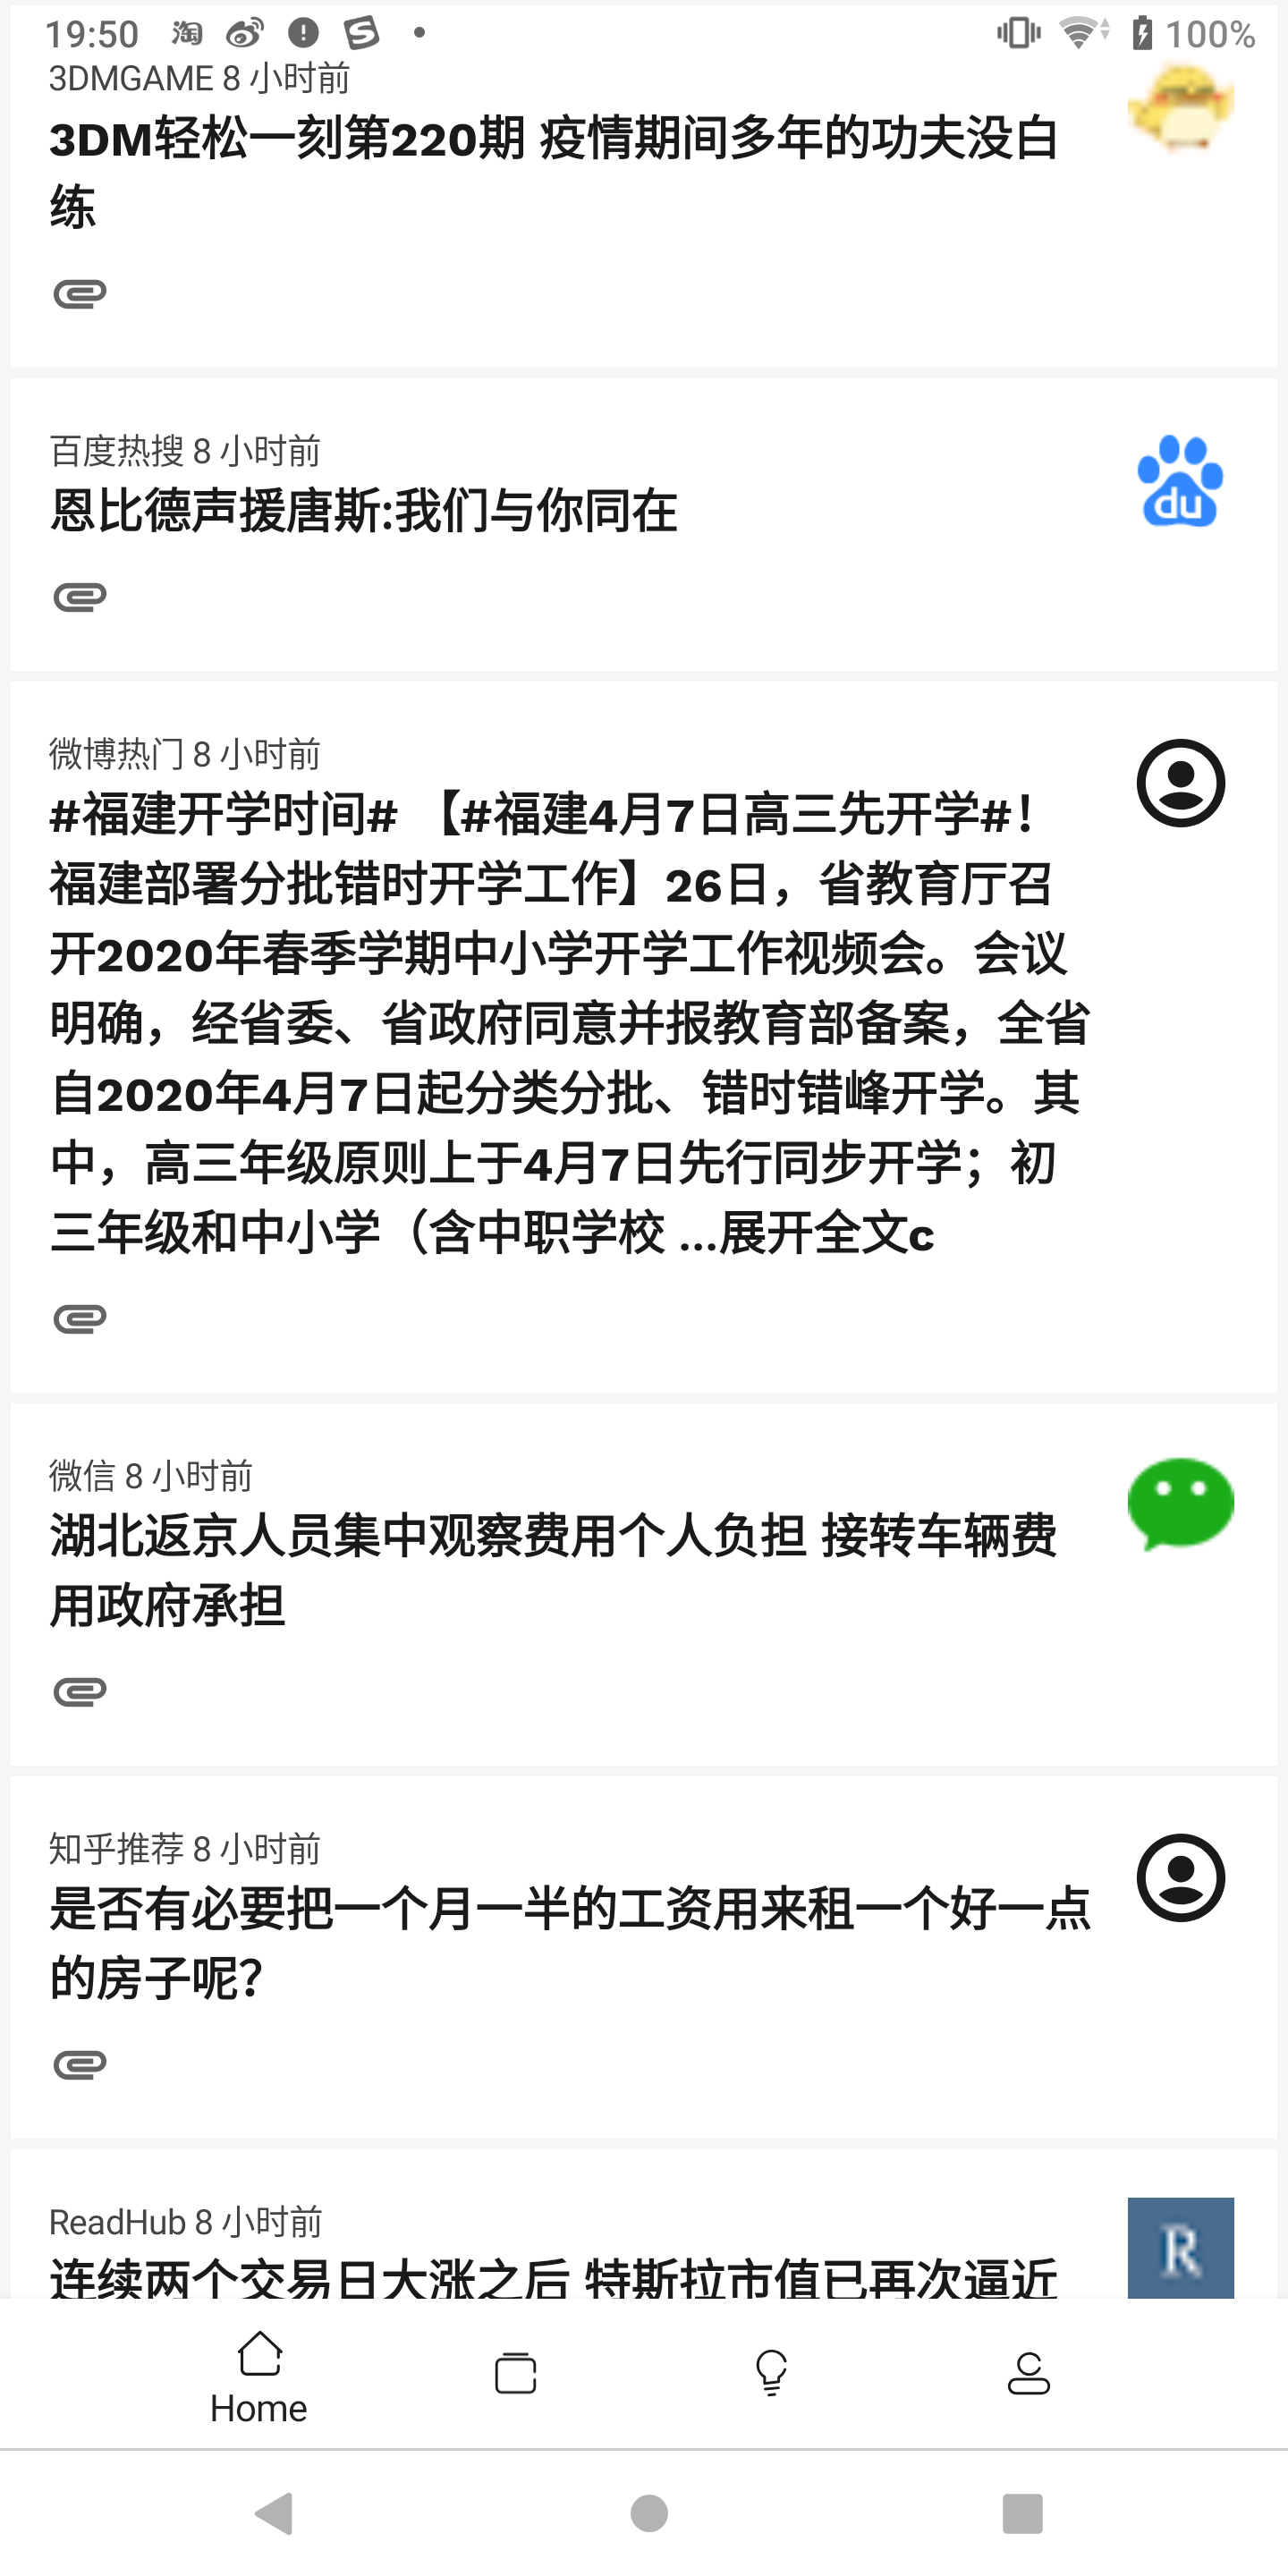 19:50 淘 100%
3DMGAME 8 小时前
3DM轻松一刻第220期 疫情期间多年的功夫没白
练
百度热搜 8 小时前
du
恩比德声援唐斯:我们与你同在
微博热门 8 小时前
#福建开学时间# 【#福建4月7日高三先开学#！
福建部署分批错时开学工作】26日，省教育厅召
开2020年春季学期中小学开学工作视频会。会议
明确，经省委、省政府同意并报教育部备案，全省
自2020年4月7日起分类分批、错时错峰开学。其
中，高三年级原则上于4月7日先行同步开学；初
三年级和中小学（含中职学校 ...展开全文c
微信 8 小时前
湖北返京人员集中观察费用个人负担 接转车辆费
用政府承担
知乎推荐 8 小时前
是否有必要把一个月一半的工资用来租一个好一点
的房子呢？
ReadHub 8 小时前
R
连续两个交易日大涨之后 特斯拉市值已再次逼近
Home